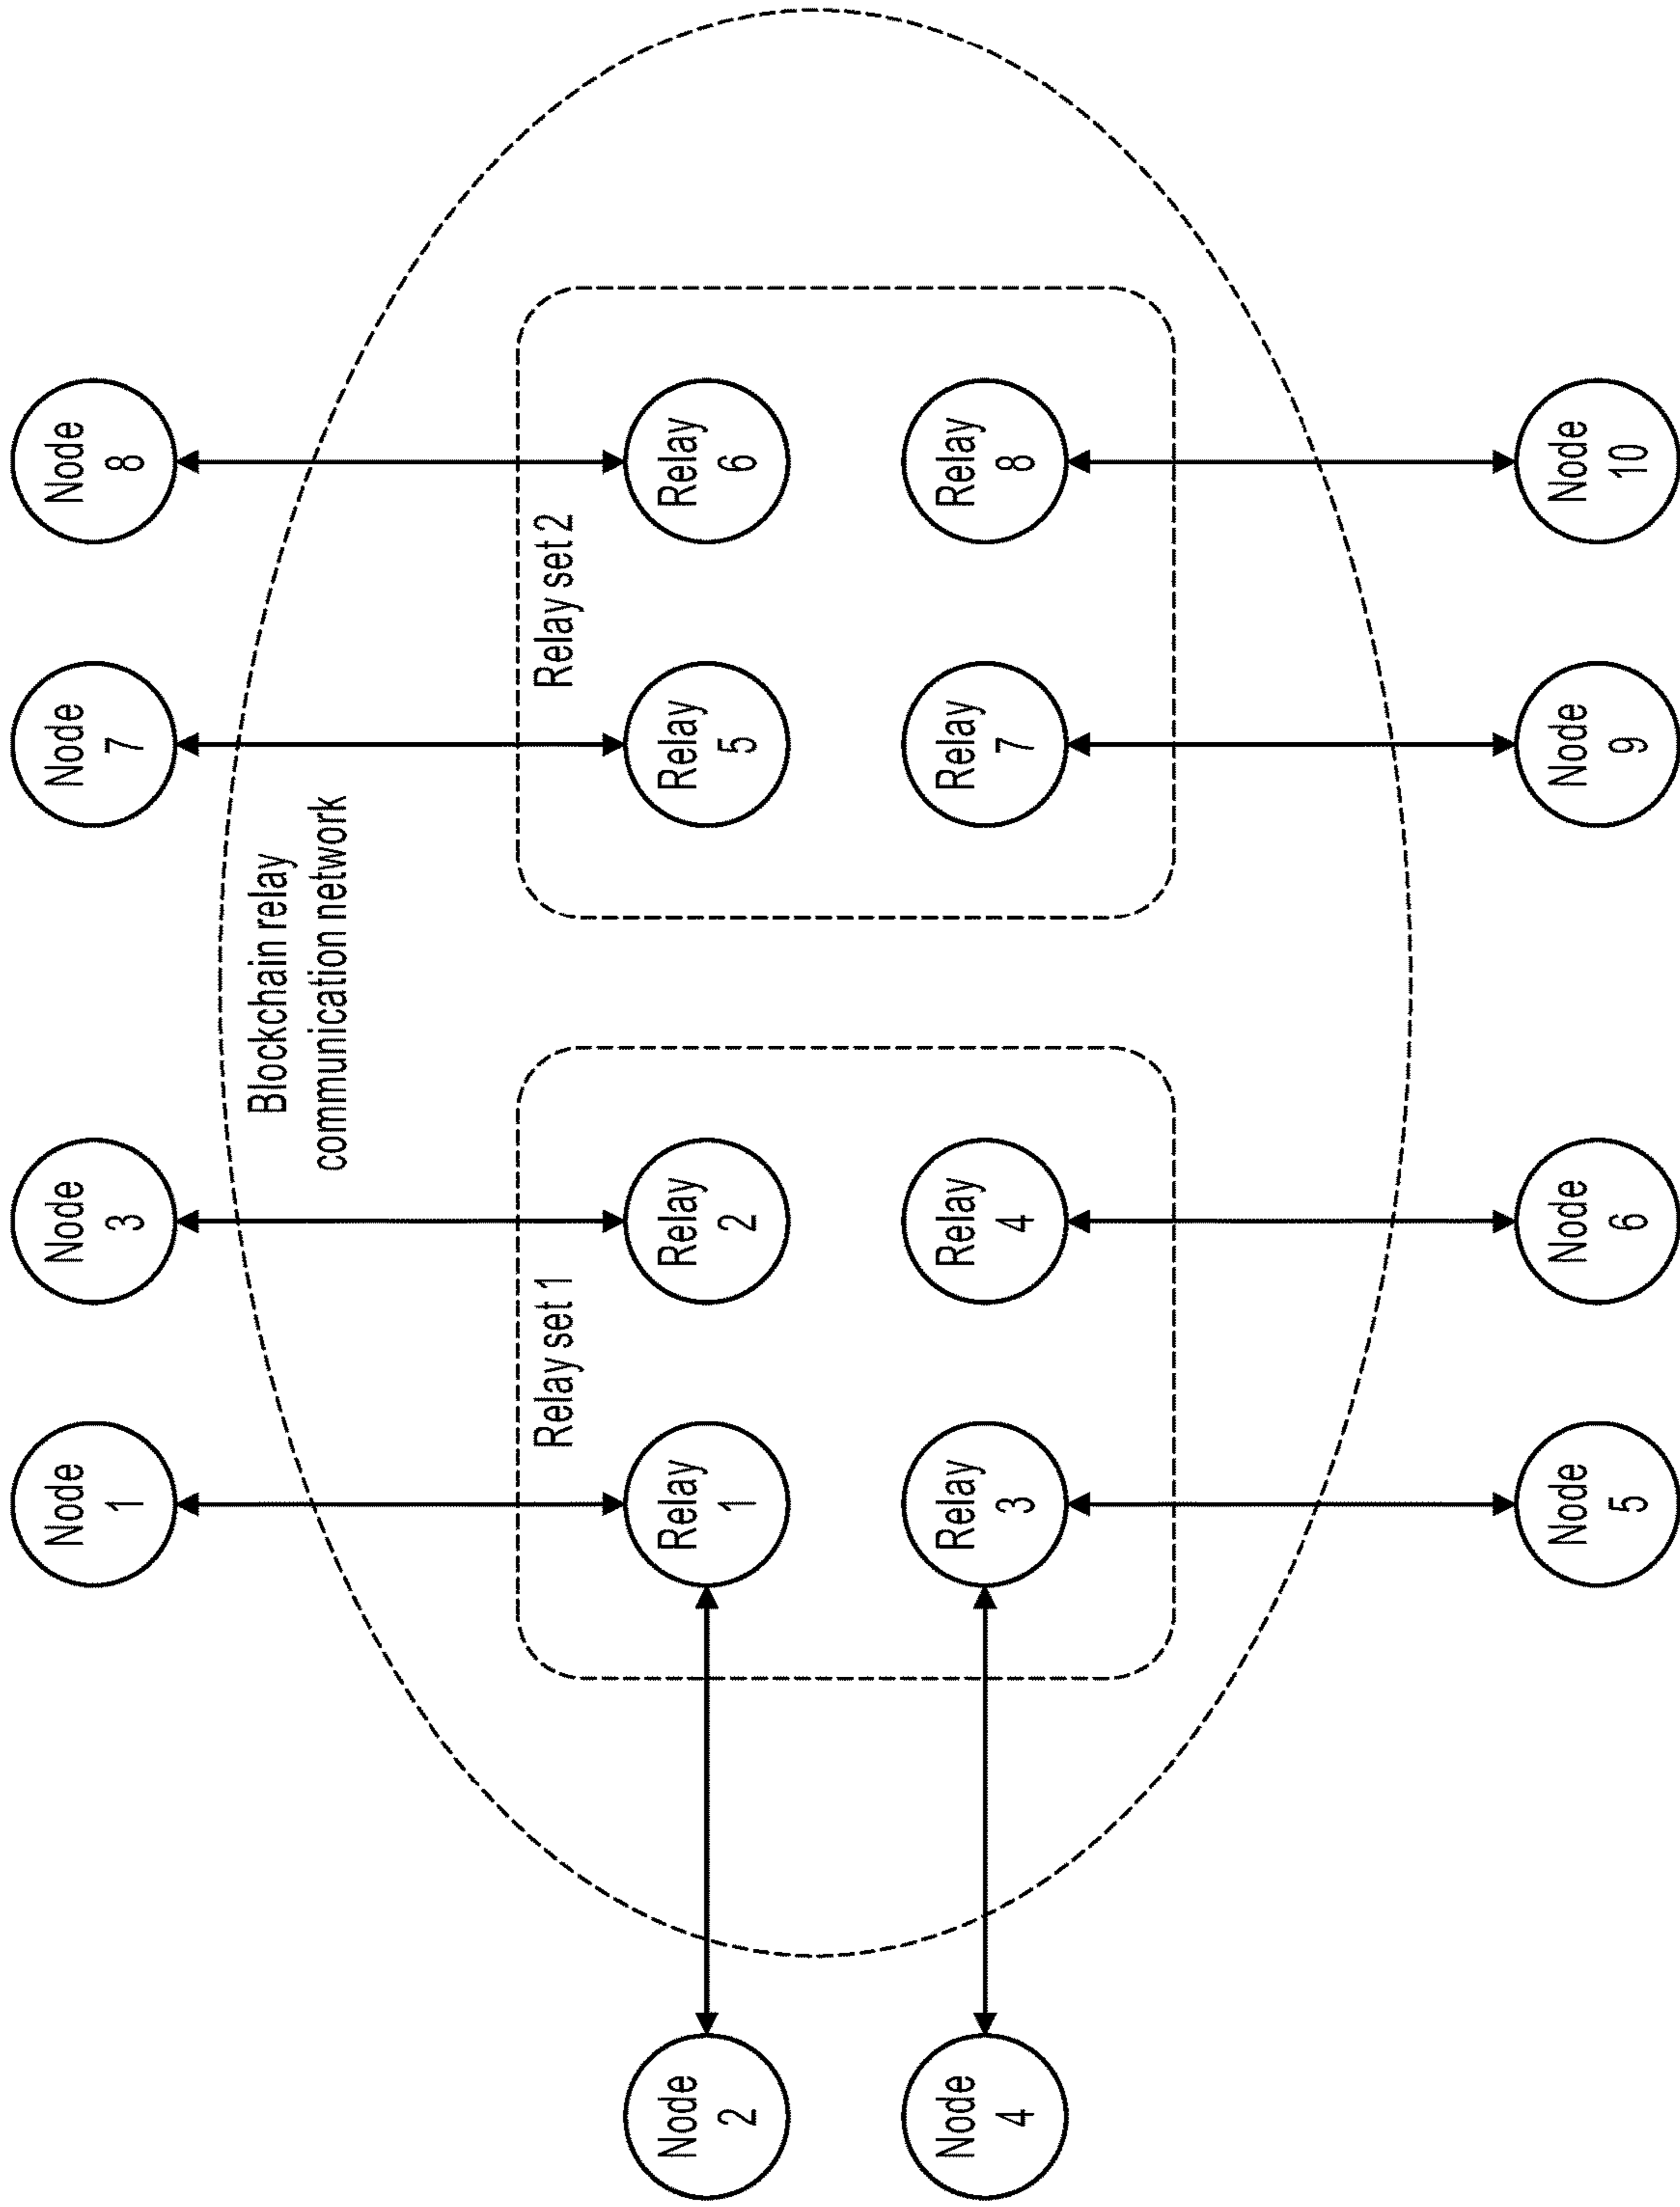 Node
1
Node
3
Node
7
Node
8
Blockchain relay
communication network
Relay set 1
Relay set 2
Node
2
Relay
1
Relay
2
Relay
5
Relay
6
Node
4
Relay
3
Relay
4
Relay
7
Relay
8
Node
5
Node
6
Node
9
Node
10